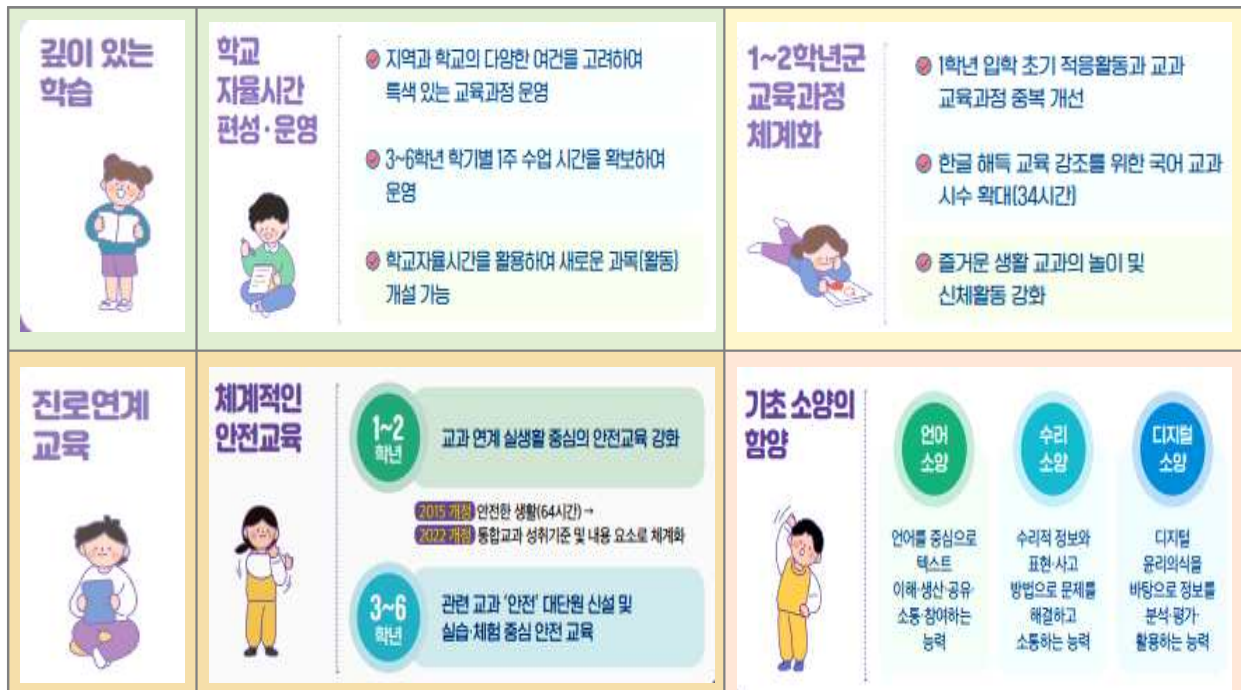 깊이 있는
학습
학교
자율시간
편성·운영
지역과 학교의 다양한 여건을 고려하여
특색 있는 교육과정 운영
3~6학년 학기별 1주 수업 시간을 확보하여
운영
학교자율시간을 활용하여 새로운 과목(활동)
개설 가능
1~2학년군
교육과정
체계화
1학년 입학 초기 적응활동과 교과
교육과정 중복 개선
한글 해득 교육 강조를 위한 국어 교과
시수 확대(34시간)
즐거운 생활 교과의 놀이 및
신체활동 강화
진로연계
교육
체계적인
안전교육
1~2
학년
교과 연계 실생활 중심의 안전교육 강화
2015 개정 안전한 생활(64시간) →
2022 개정 통합교과 성취기준 및 내용 요소로 체계화
3~6
학년
관련 교과 '안전' 대단원 신설 및
실습·체험 중심 안전 교육
기초 소양의
함양
언어
소양
언어를 중심으로
텍스트
이해·생산·공유·
소통·참여하는
능력
수리
소양
수리적 정보와
표현·사고
방법으로 문제를
해결하고
소통하는 능력
디지털
소양
디지털
윤리의식을
바탕으로 정보를
분석·평가·
활용하는 능력